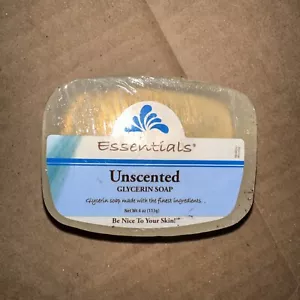 Essentials®
Unscented
GLYCERIN SOAP
Glycerin soap made with the finest ingredients
Net Wt 4 oz (113g)
Be Nice To Your Skin!™